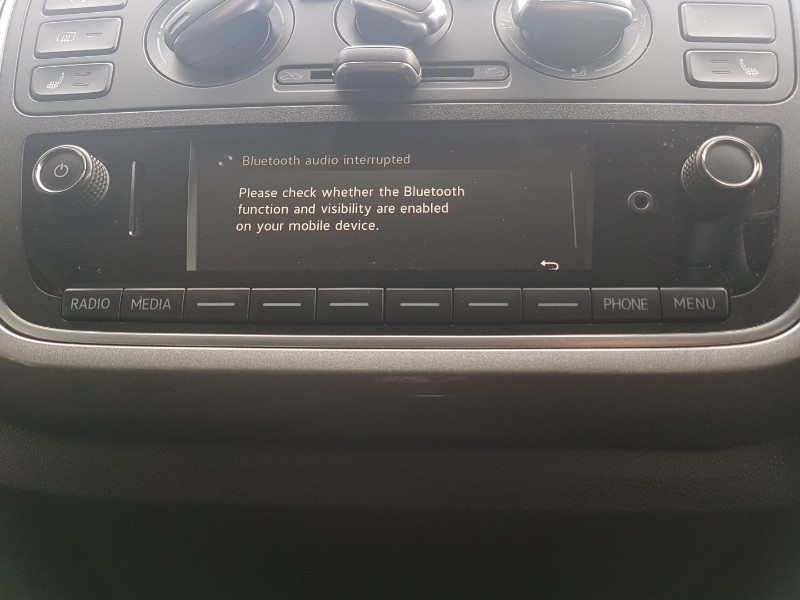 Bluetooth audio interrupted
Please check whether the Bluetooth
function and visibility are enabled
on your mobile device.
RADIO MEDIA PHONE MENU